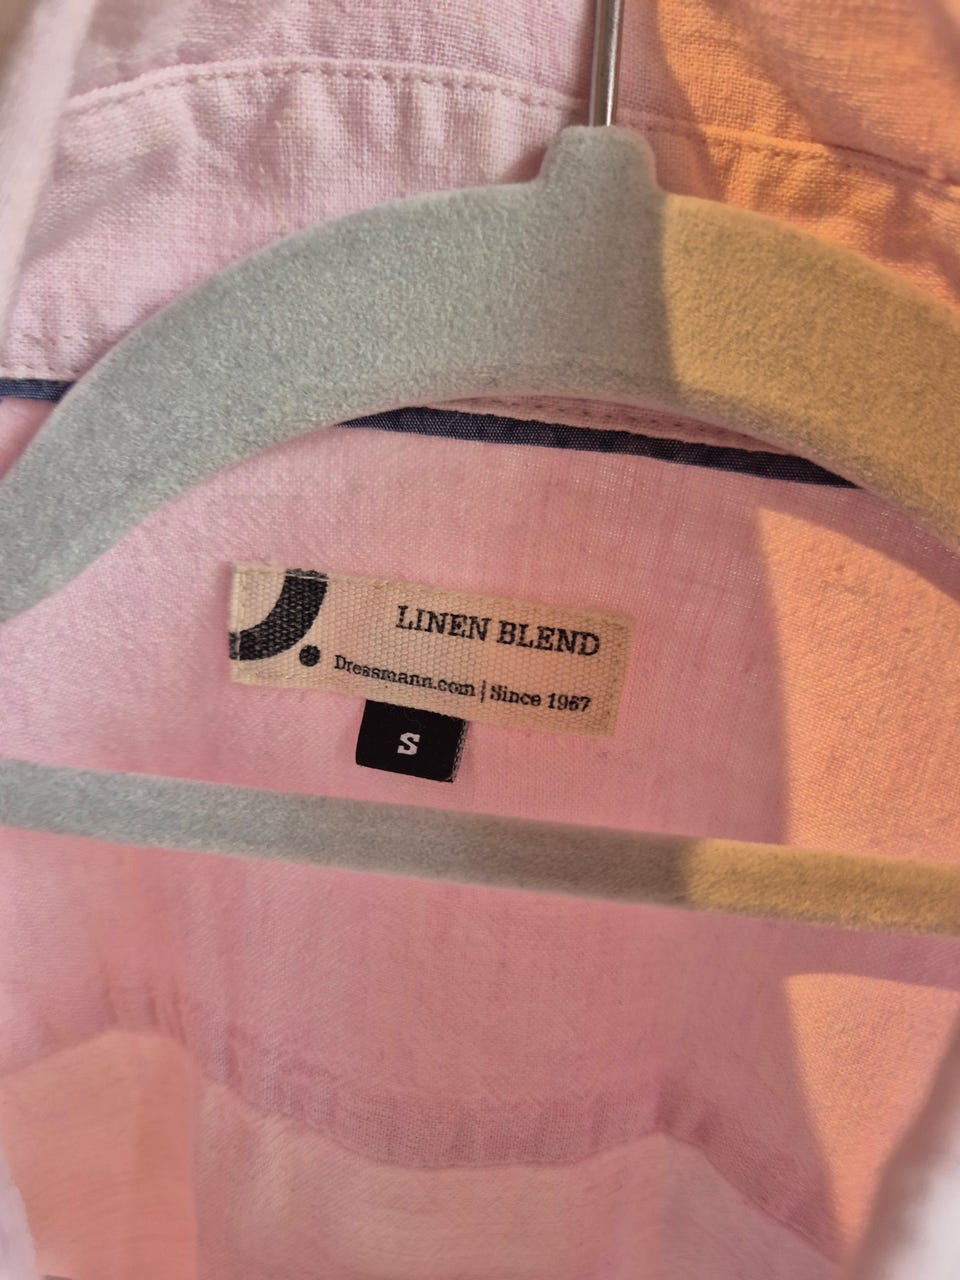 LINEN BLEND
Dressmann.com | Since 1967
S